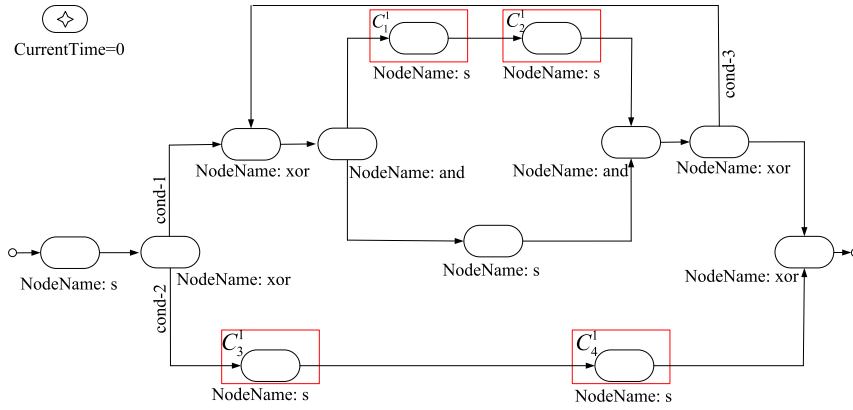 CurrentTime=0
C₁¹
C₂¹
NodeName: s
NodeName: s
cond-3
NodeName: xor
NodeName: and
NodeName: and
NodeName: xor
cond-1
NodeName: s
NodeName: s
NodeName: xor
NodeName: xor
cond-2
C₃¹
C₄¹
NodeName: s
NodeName: s